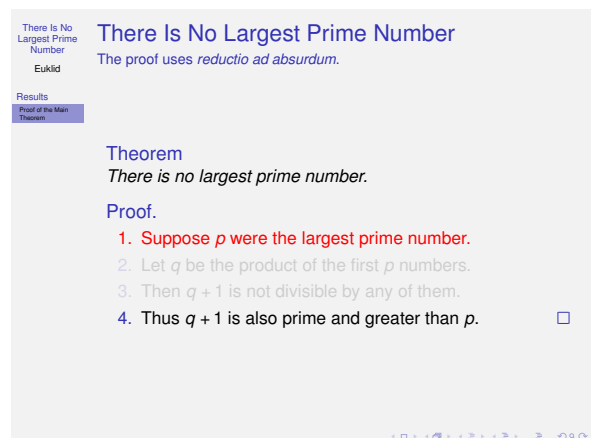 There Is No
Largest Prime
Number
Euklid
Results
Proof of the Main
Theorem
There Is No Largest Prime Number
The proof uses reductio ad absurdum.
Theorem
There is no largest prime number.
Proof.
1. Suppose p were the largest prime number.
2. Let q be the product of the first p numbers.
3. Then q + 1 is not divisible by any of them.
4. Thus q + 1 is also prime and greater than p.